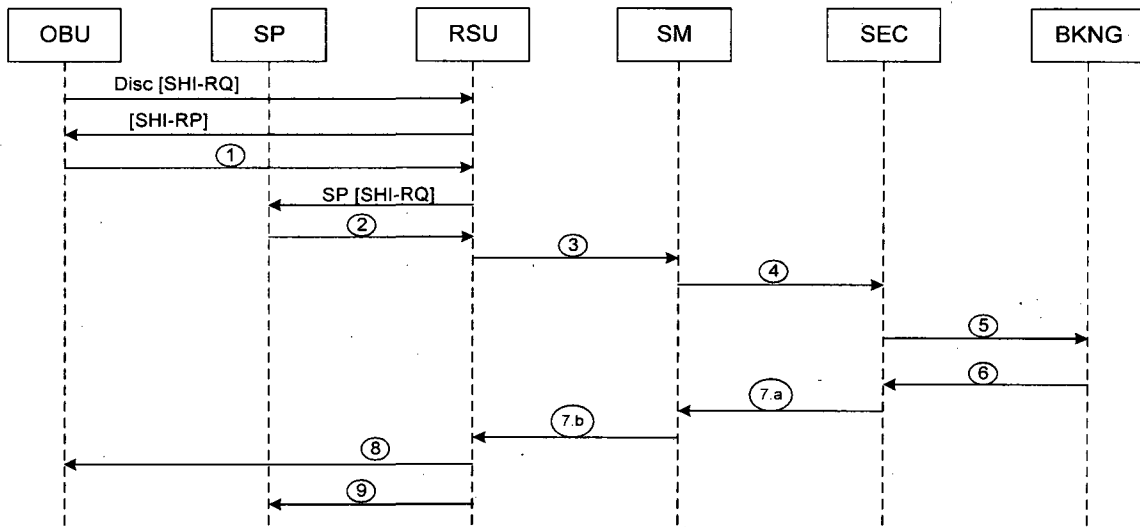 OBU SP RSU SM SEC BKNG
Disc [SHI-RQ]
[SHI-RP]
1
SP [SHI-RQ]
2
3
4
5
6
7.a
7.b
8
9